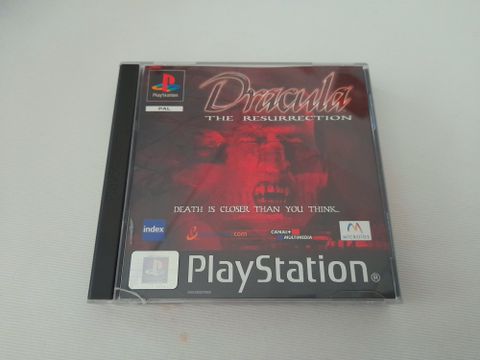 PlayStation
PAL
Dracula
THE RESURRECTION
DEATH IS CLOSER THAN YOU THINK...
index
com
CANAL+
MULTIMEDIA
MICROIDS
PlayStation®